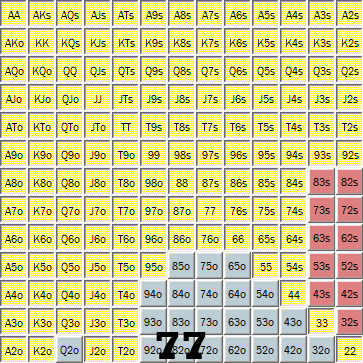 AA AKs AQs AJs ATs A9s A8s A7s A6s A5s A4s A3s A2s
AKo KK KQs KJs KTs K9s K8s K7s K6s K5s K4s K3s K2s
AQo KQo QQ QJs QTs Q9s Q8s Q7s Q6s Q5s Q4s Q3s Q2s
AJo KJo QJo JJ JTs J9s J8s J7s J6s J5s J4s J3s J2s
ATo KTo QTo JTo TT T9s T8s T7s T6s T5s T4s T3s T2s
A9o K9o Q9o J9o T9o 99 98s 97s 96s 95s 94s 93s 92s
A8o K8o Q8o J8o T8o 98o 88 87s 86s 85s 84s 83s 82s
A7o K7o Q7o J7o T7o 97o 87o 77 76s 75s 74s 73s 72s
A6o K6o Q6o J6o T6o 96o 86o 76o 66 65s 64s 63s 62s
A5o K5o Q5o J5o T5o 95o 85o 75o 65o 55 54s 53s 52s
A4o K4o Q4o J4o T4o 94o 84o 74o 64o 54o 44 43s 42s
A3o K3o Q3o J3o T3o 93o 83o 73o 63o 53o 43o 33 32s
A2o K2o Q2o J2o T2o 62o 52o 42o 32o 22
77